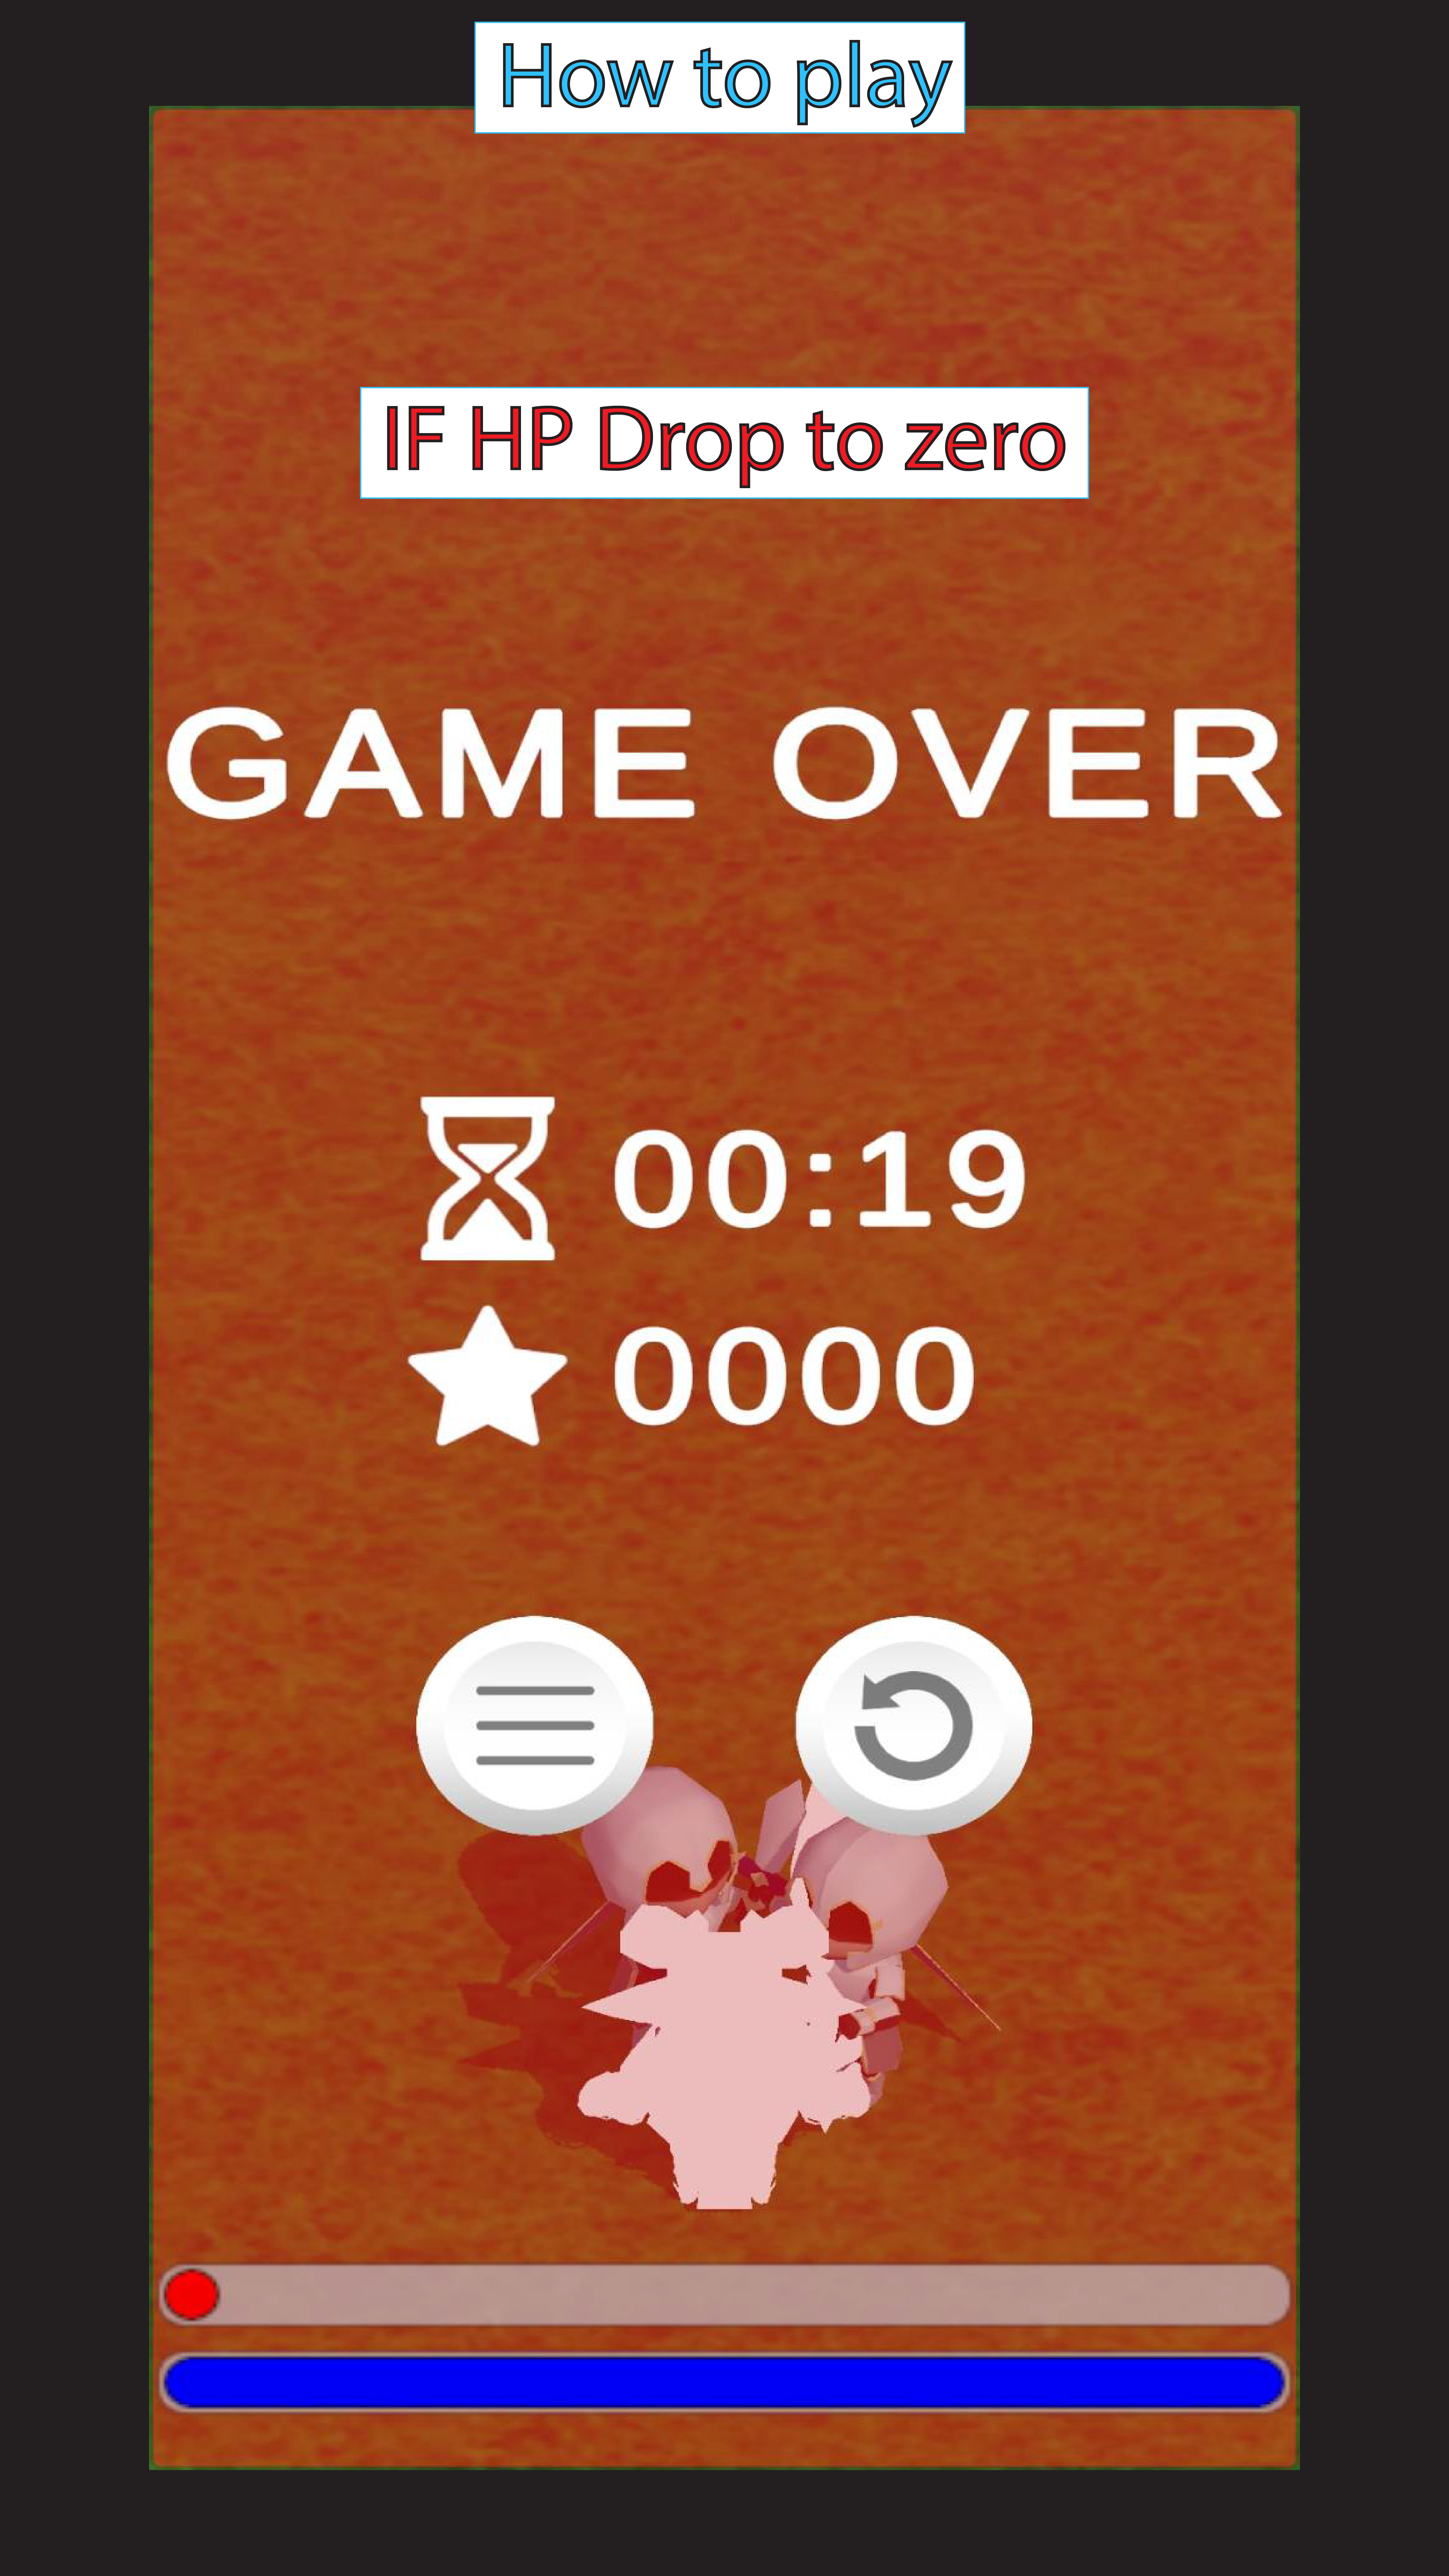 How to play
IF HP Drop to zero
GAME OVER
00:19
0000